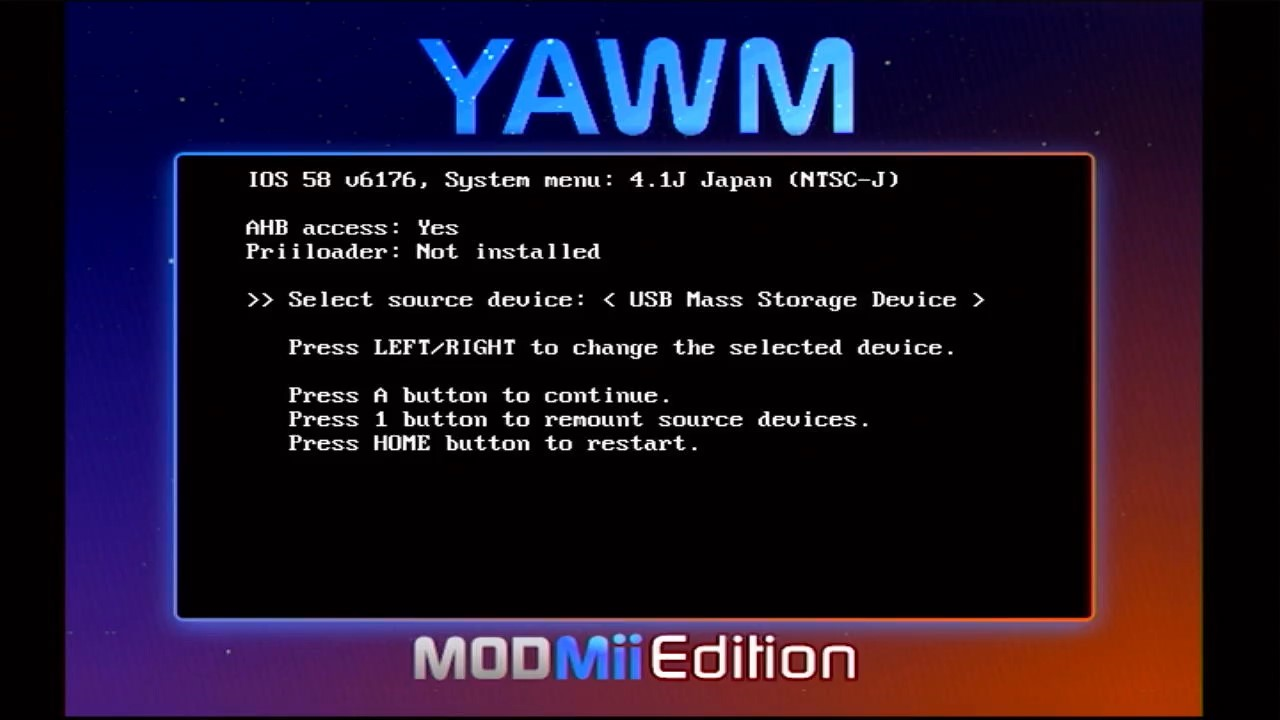 YAWM
IOS 58 v6176, System menu: 4.1J Japan (NTSC-J)
AHB access: Yes
Priiloader: Not installed
>> Select source device: < USB Mass Storage Device >
Press LEFT/RIGHT to change the selected device.
Press A button to continue.
Press 1 button to remount source devices.
Press HOME button to restart.
MODMii Edition